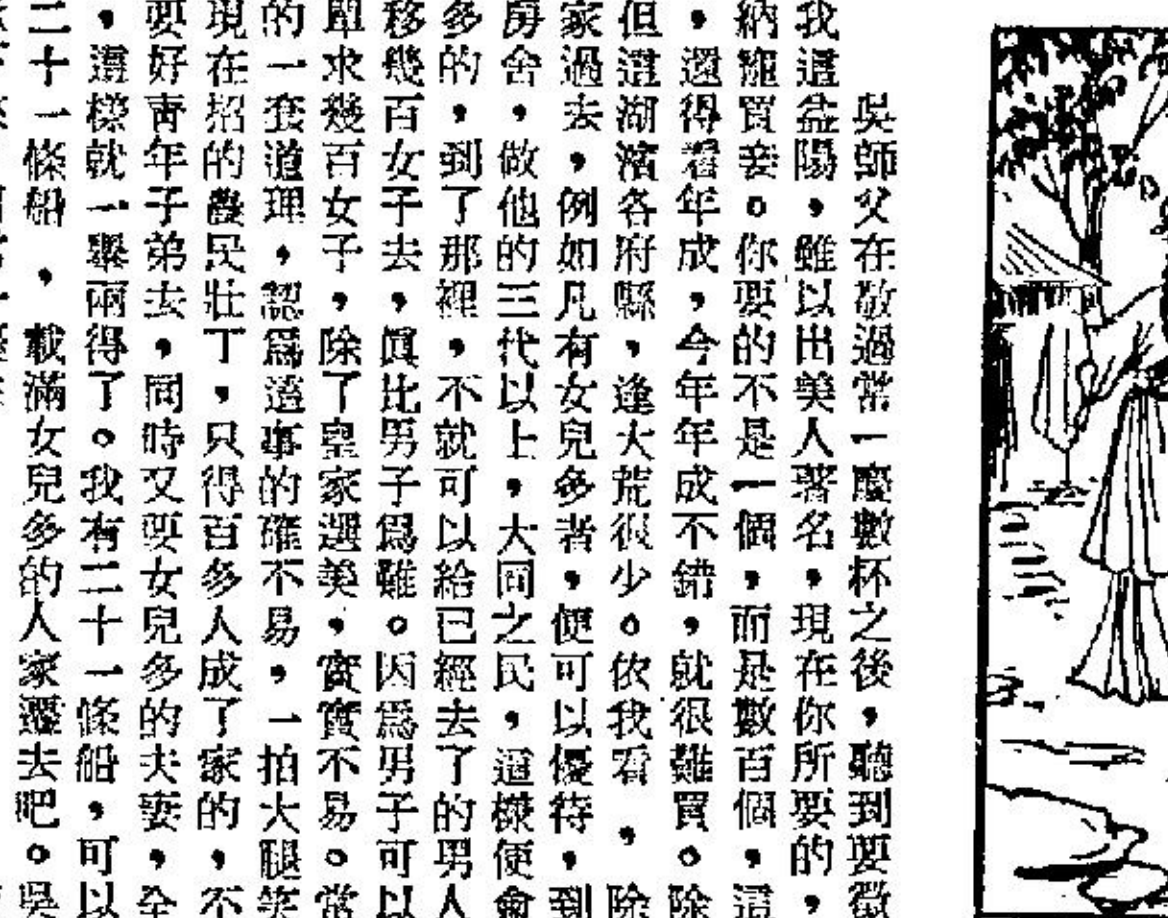 吳師父在敬過常一慶數杯之後，聽到要徵
我這益陽，雖以出美人著名，現在你所要的，
納寵買妾。你要的不是一個，而是數百個，這
，還得看年成，今年年成不錯，就很難買。除
但這湖濱各府縣，逢大荒很少。依我看，除
家過去，例如凡有女兒多者，便可以優待，到
房舍，做他的三代以上，大同之民，這樣便會
多的，到了那裡，不就可以給已經去了的男人
移幾百女子去，眞比男子爲難。因爲男子可以
單求幾百女子，除了皇家選美，實實不易。常
的一套道理，認爲這事的確不易，一拍大腿笑
現在招的農民壯丁，只得百多人成了家的，不
要好靑年子弟去，同時又要女兒多的夫妻，全
，這樣就一舉兩得了。我有二十一條船，可以
二十一條船，載滿女兒多的人家遷去吧。吳